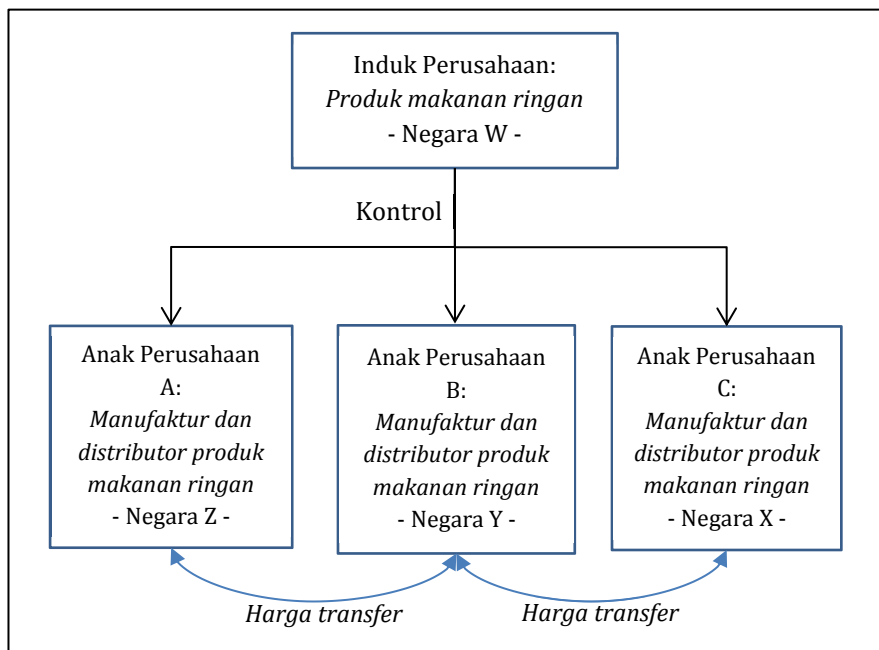 Induk Perusahaan:
Produk makanan ringan
- Negara W -
Kontrol
Anak Perusahaan
A:
Manufaktur dan
distributor produk
makanan ringan
- Negara Z -
Anak Perusahaan
B:
Manufaktur dan
distributor produk
makanan ringan
- Negara Y -
Anak Perusahaan
C:
Manufaktur dan
distributor produk
makanan ringan
- Negara X -
Harga transfer
Harga transfer